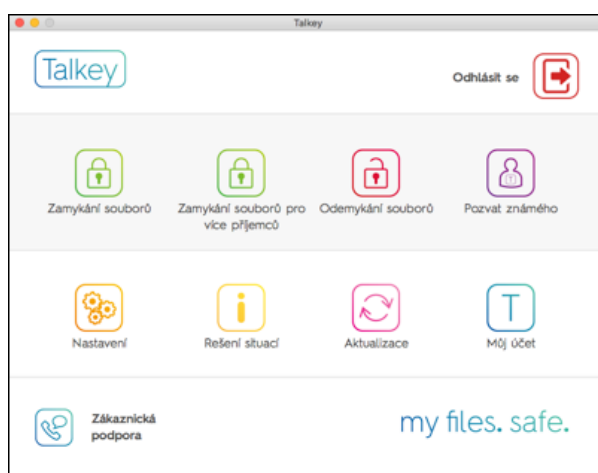 Talkey
Talkey
Odhlásit se
Zamykání souborů
Zamykání souborů pro
více příjemců
Odemykání souborů
Pozvat známého
i
T
Nastavení
Rešení situací
Aktualizace
Můj účet
Zákaznická
podpora
my files. safe.